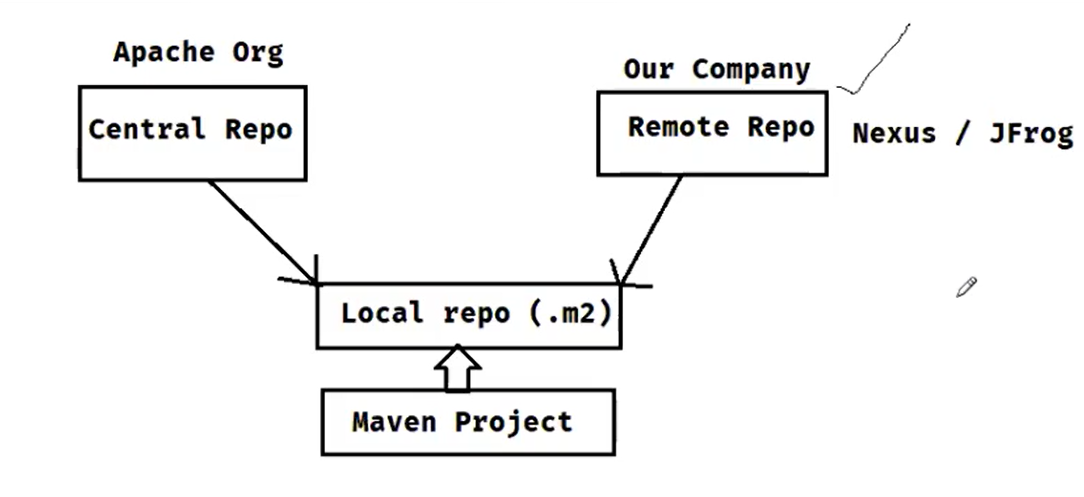 Apache Org
Central Repo
Our Company
Remote Repo
Nexus / JFrog
Local repo (.m2)
Maven Project